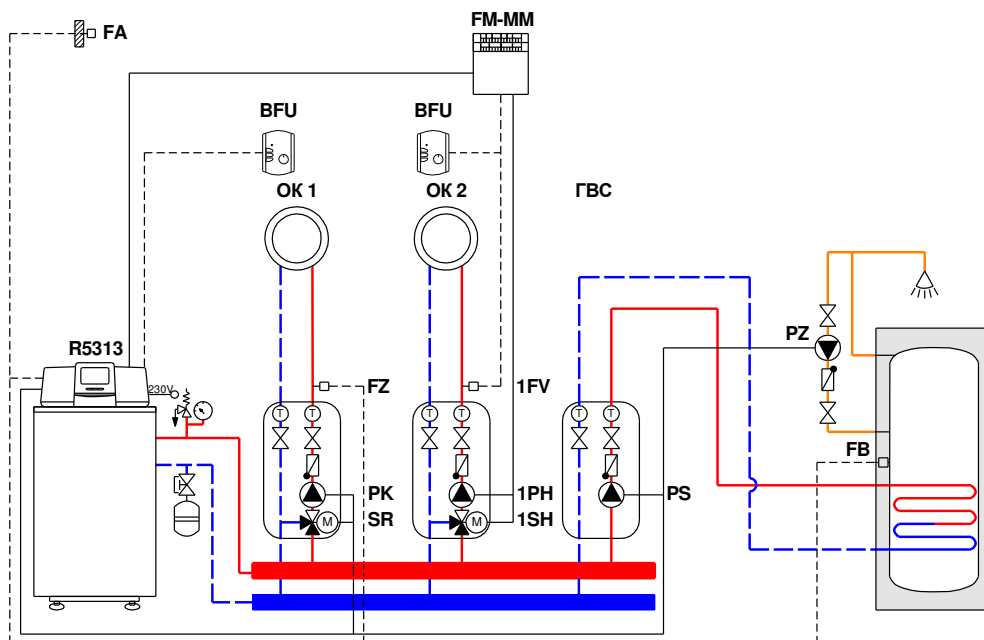 FA
FM-MM
BFU
BFU
ОК 1
ОК 2
ГВС
R5313
230V
PZ
FZ
1FV
T
T
T
T
T
T
FB
PK
1PH
PS
SR
M
1SH
M